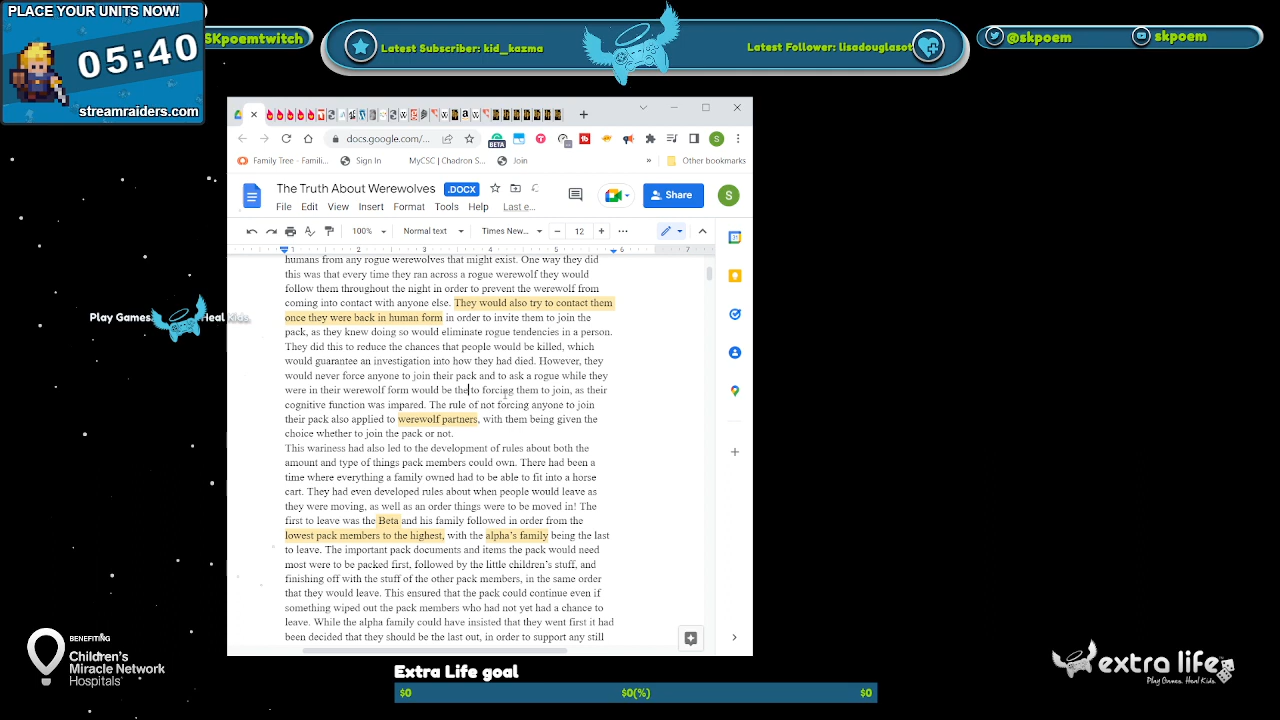 PLACE YOUR UNITS NOW!
05:40
streamraiders.com
SKpoemtwitch
Latest Subscriber: kid_kazma
Latest Follower: lisadouglasot
@skpoem
skpoem
docs.google.com/...
BETA
Family Tree - Famili...
Sign In
MyCSC | Chadron S...
Join
»
Other bookmarks
The Truth About Werewolves
.DOCX
Share
S
File Edit View Insert Format Tools Help Last e...
100% Normal text Times New... 12
humans from any rogue werewolves that might exist. One way they did
this was that every time they ran across a rogue werewolf they would
follow them throughout the night in order to prevent the werewolf from
coming into contact with anyone else. They would also try to contact them
once they were back in human form in order to invite them to join the
pack, as they knew doing so would eliminate rogue tendencies in a person.
They did this to reduce the chances that people would be killed, which
would guarantee an investigation into how they had died. However, they
would never force anyone to join their pack and to ask a rogue while they
were in their werewolf form would be the to forcing them to join, as their
cognitive function was impared. The rule of not forcing anyone to join
their pack also applied to werewolf partners, with them being given the
choice whether to join the pack or not.
This wariness had also led to the development of rules about both the
amount and type of things pack members could own. There had been a
time where everything a family owned had to be able to fit into a horse
cart. They had even developed rules about when people would leave as
they were moving, as well as an order things were to be moved in! The
first to leave was the Beta and his family followed in order from the
lowest pack members to the highest, with the alpha's family being the last
to leave. The important pack documents and items the pack would need
most were to be packed first, followed by the little children's stuff, and
finishing off with the stuff of the other pack members, in the same order
that they would leave. This ensured that the pack could continue even if
something wiped out the pack members who had not yet had a chance to
leave. While the alpha family could have insisted that they went first it had
been decided that they should be the last out, in order to support any still
Play Games. Heal Kids.
BENEFITING
Children's
Miracle Network
Hospitals
Extra Life goal
$0 $0(%) $0
extra life
Play Games. Heal Kids.